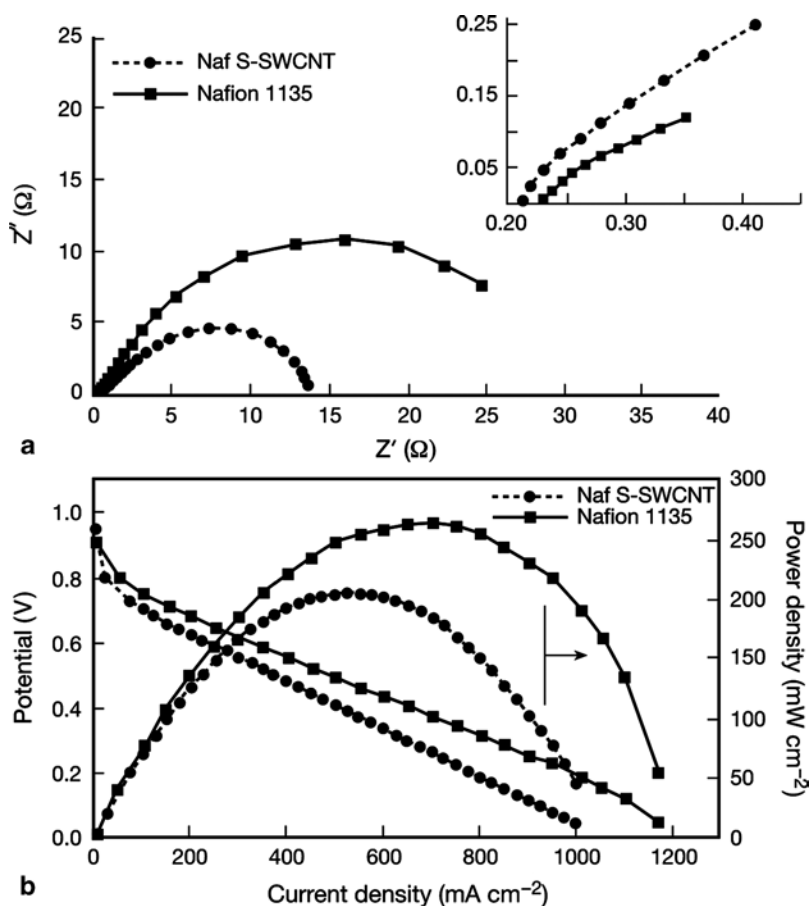 25
20
15
10
5
0
Z″ (Ω)
Naf S-SWCNT
Nafion 1135
0.25
0.15
0.05
0.20 0.30 0.40
0 5 10 15 20 25 30 35 40
Z′ (Ω)
a
1.0
0.8
0.6
0.4
0.2
0.0
Potential (V)
Naf S-SWCNT
Nafion 1135
300
250
200
150
100
50
0
Power density (mW cm⁻²)
0 200 400 600 800 1000 1200
Current density (mA cm⁻²)
b